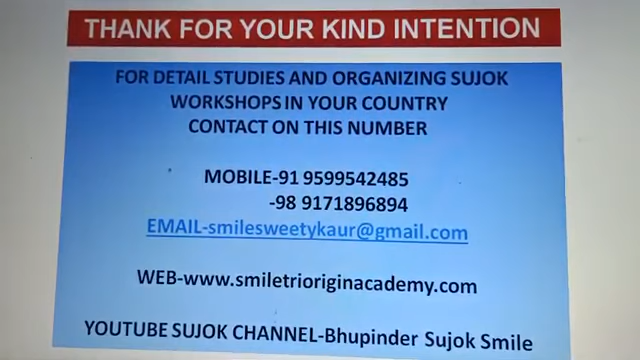 THANK FOR YOUR KIND INTENTION
FOR DETAIL STUDIES AND ORGANIZING SUJOK
WORKSHOPS IN YOUR COUNTRY
CONTACT ON THIS NUMBER
MOBILE-91 9599542485
-98 9171896894
EMAIL-smilesweetykaur@gmail.com
WEB-www.smiletrioriginacademy.com
YOUTUBE SUJOK CHANNEL-Bhupinder Sujok Smile